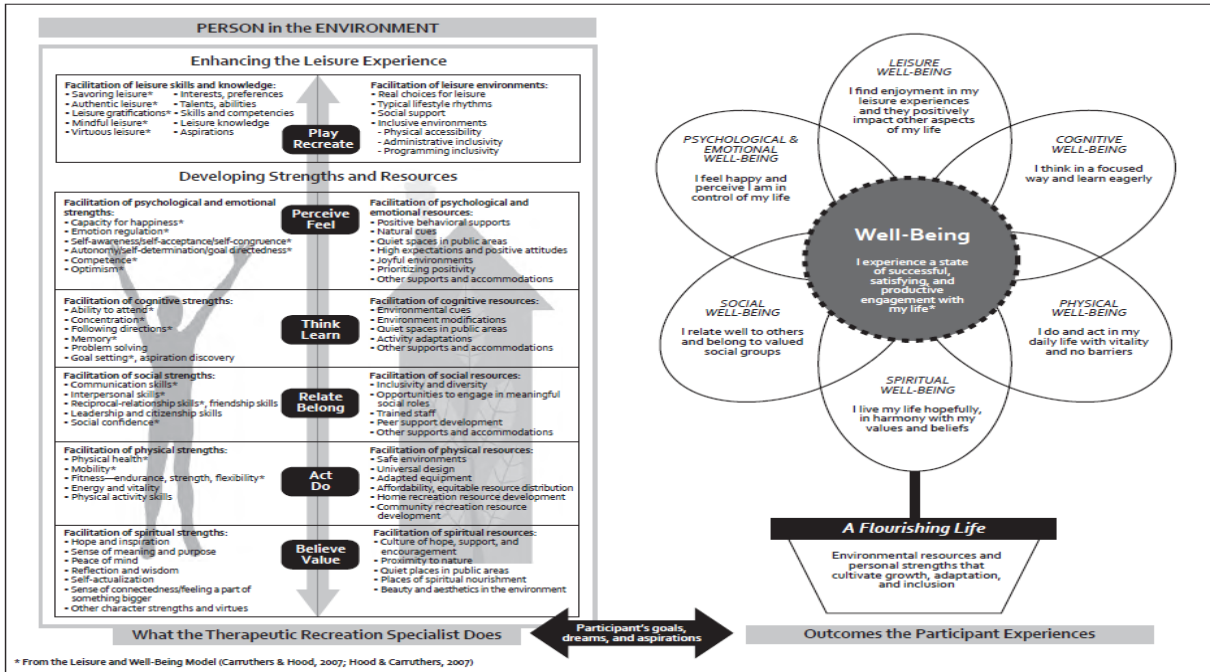 PERSON in the ENVIRONMENT
Enhancing the Leisure Experience
Facilitation of leisure skills and knowledge:
- Savoring leisure*
- Authentic leisure*
- Leisure gratifications*
- Mindful leisure*
- Virtuous leisure*
- Interests, preferences
- Talents, abilities
- Skills and competencies
- Leisure knowledge
- Aspirations
Play
Recreate
Facilitation of leisure environments:
- Real choices for leisure
- Typical lifestyle rhythms
- Social support
- Inclusive environments
- Physical accessibility
- Administrative inclusivity
- Programming inclusivity
Developing Strengths and Resources
Facilitation of psychological and emotional
strengths:
- Capacity for happiness*
- Emotion regulation*
- Self-awareness/self-acceptance/self-congruence*
- Autonomy/self-determination/goal directedness*
- Competence*
- Optimism*
Perceive
Feel
Facilitation of psychological and
emotional resources:
- Positive behavioral supports
- Natural cues
- Quiet spaces in public areas
- High expectations and positive attitudes
- Joyful environments
- Prioritizing positivity
- Other supports and accommodations
Facilitation of cognitive strengths:
- Ability to attend*
- Concentration*
- Following directions*
- Memory*
- Problem solving
- Goal setting*, aspiration discovery
Think
Learn
Facilitation of cognitive resources:
- Environmental cues
- Environment modifications
- Quiet spaces in public areas
- Activity adaptations
- Other supports and accommodations
Facilitation of social strengths:
- Communication skills*
- Interpersonal skills*
- Reciprocal-relationship skills*, friendship skills
- Leadership and citizenship skills
- Social confidence*
Relate
Belong
Facilitation of social resources:
- Inclusivity and diversity
- Opportunities to engage in meaningful
social roles
- Trained staff
- Peer support development
- Other supports and accommodations
Facilitation of physical strengths:
- Physical health*
- Mobility*
- Fitness—endurance, strength, flexibility*
- Energy and vitality
- Physical activity skills
Act
Do
Facilitation of physical resources:
- Safe environments
- Universal design
- Adapted equipment
- Affordability, equitable resource distribution
- Home recreation resource development
- Community recreation resource
development
Facilitation of spiritual strengths:
- Hope and inspiration
- Sense of meaning and purpose
- Peace of mind
- Reflection and wisdom
- Self-actualization
- Sense of connectedness/feeling a part of
something bigger
- Other character strengths and virtues
Believe
Value
Facilitation of spiritual resources:
- Culture of hope, support, and
encouragement
- Proximity to nature
- Quiet places in public areas
- Places of spiritual nourishment
- Beauty and aesthetics in the environment
What the Therapeutic Recreation Specialist Does
Participant's goals,
dreams, and aspirations
Outcomes the Participant Experiences
LEISURE
WELL-BEING
I find enjoyment in my
leisure experiences
and they positively
impact other aspects
of my life
PSYCHOLOGICAL &
EMOTIONAL
WELL-BEING
I feel happy and
perceive I am in
control of my life
COGNITIVE
WELL-BEING
I think in a focused
way and learn eagerly
Well-Being
I experience a state
of successful,
satisfying, and
productive
engagement with
my life*
SOCIAL
WELL-BEING
I relate well to others
and belong to valued
social groups
PHYSICAL
WELL-BEING
I do and act in my
daily life with vitality
and no barriers
SPIRITUAL
WELL-BEING
I live my life hopefully,
in harmony with my
values and beliefs
A Flourishing Life
Environmental resources and
personal strengths that
cultivate growth, adaptation,
and inclusion
* From the Leisure and Well-Being Model (Carruthers & Hood, 2007; Hood & Carruthers, 2007)